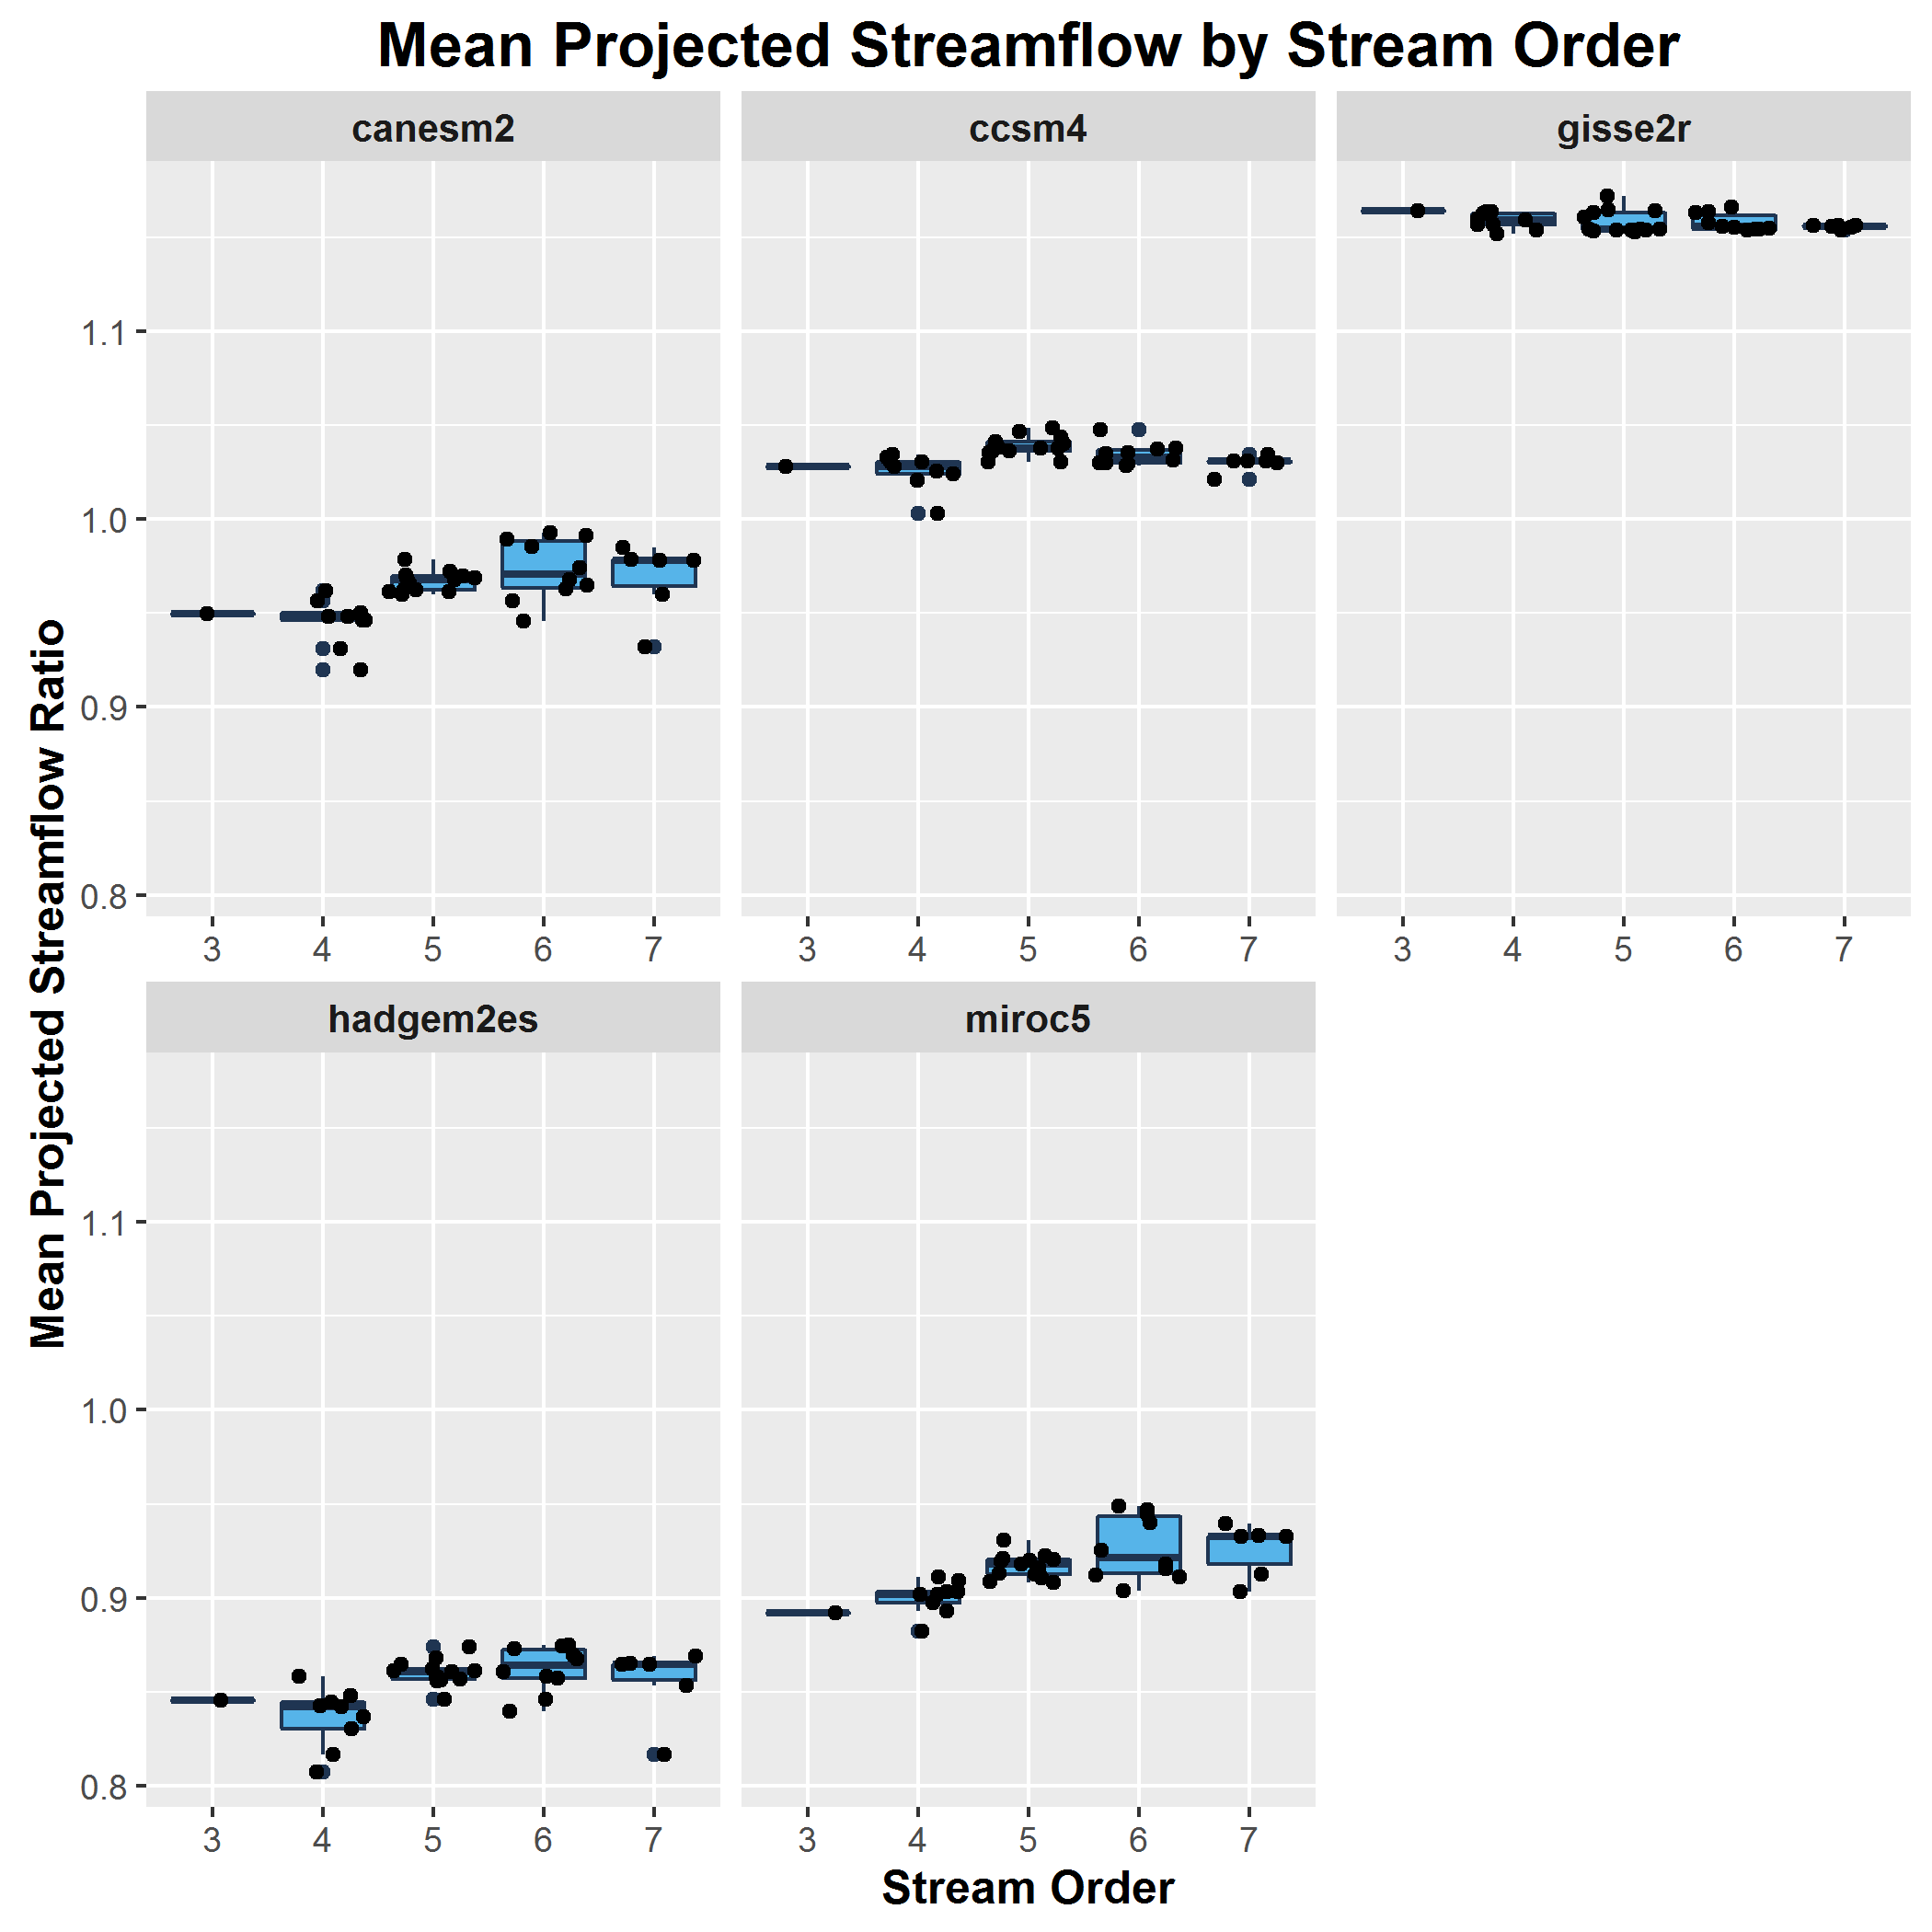 Mean Projected Streamflow by Stream Order
canesm2
ccsm4
gisse2r
Mean Projected Streamflow Ratio
1.1
1.0
0.9
0.8
3 4 5 6 7
3 4 5 6 7
3 4 5 6 7
hadgem2es
miroc5
1.1
1.0
0.9
0.8
3 4 5 6 7
3 4 5 6 7
Stream Order